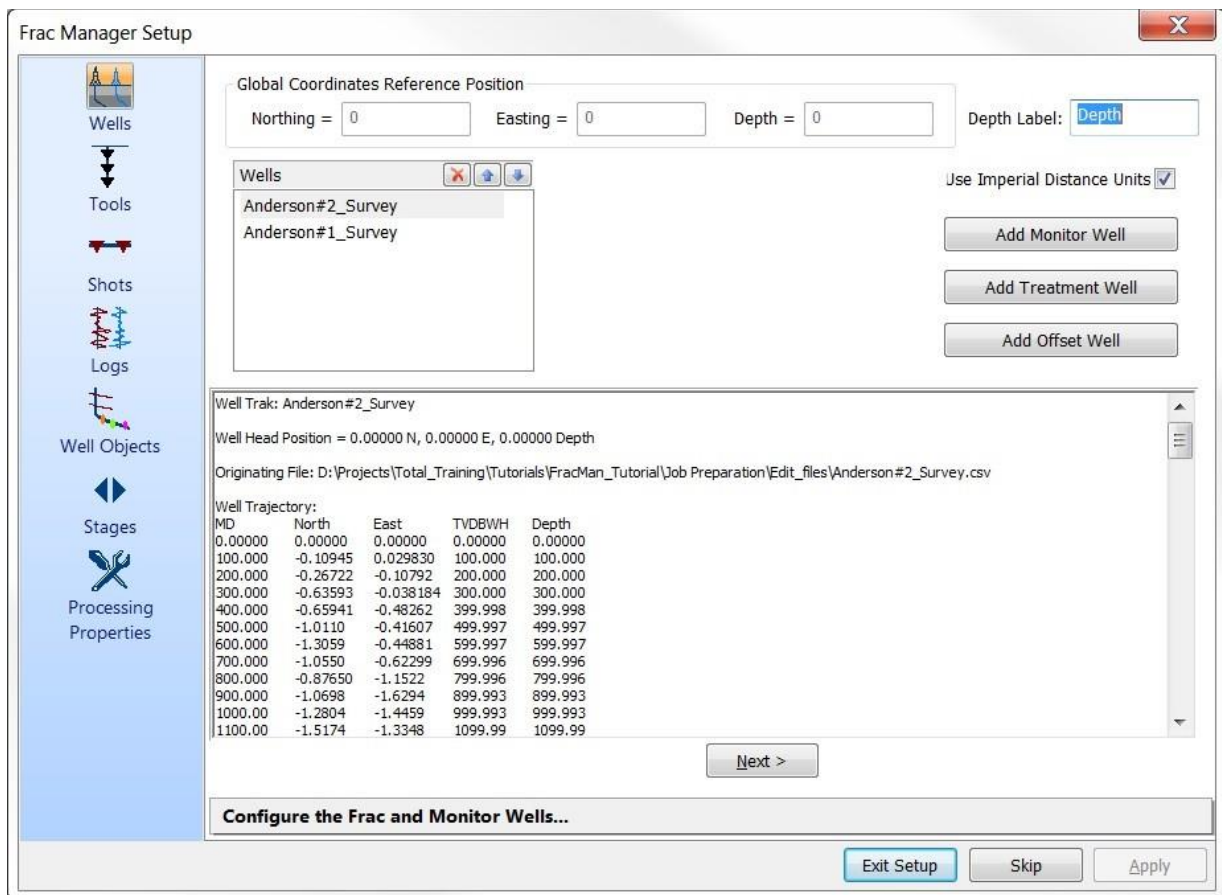 Frac Manager Setup
X
Wells
Tools
Shots
Logs
Well Objects
Stages
Processing
Properties
Global Coordinates Reference Position
Northing = 0 Easting = 0 Depth = 0 Depth Label: Depth
Wells
Anderson#2_Survey
Anderson#1_Survey
Use Imperial Distance Units
Add Monitor Well
Add Treatment Well
Add Offset Well
Well Trak: Anderson#2_Survey
Well Head Position = 0.00000 N, 0.00000 E, 0.00000 Depth
Originating File: D:\Projects\Total_Training\Tutorials\FracMan_Tutorial\Job Preparation\Edit_files\Anderson#2_Survey.csv
Well Trajectory:
MD North East TVDBWH Depth
0.00000 0.00000 0.00000 0.00000 0.00000
100.000 -0.10945 0.029830 100.000 100.000
200.000 -0.26722 -0.10792 200.000 200.000
300.000 -0.63593 -0.038184 300.000 300.000
400.000 -0.65941 -0.48262 399.998 399.998
500.000 -1.0110 -0.41607 499.997 499.997
600.000 -1.3059 -0.44881 599.997 599.997
700.000 -1.0550 -0.62299 699.996 699.996
800.000 -0.87650 -1.1522 799.996 799.996
900.000 -1.0698 -1.6294 899.993 899.993
1000.00 -1.2804 -1.4459 999.993 999.993
1100.00 -1.5174 -1.3348 1099.99 1099.99
Next >
Configure the Frac and Monitor Wells...
Exit Setup Skip Apply